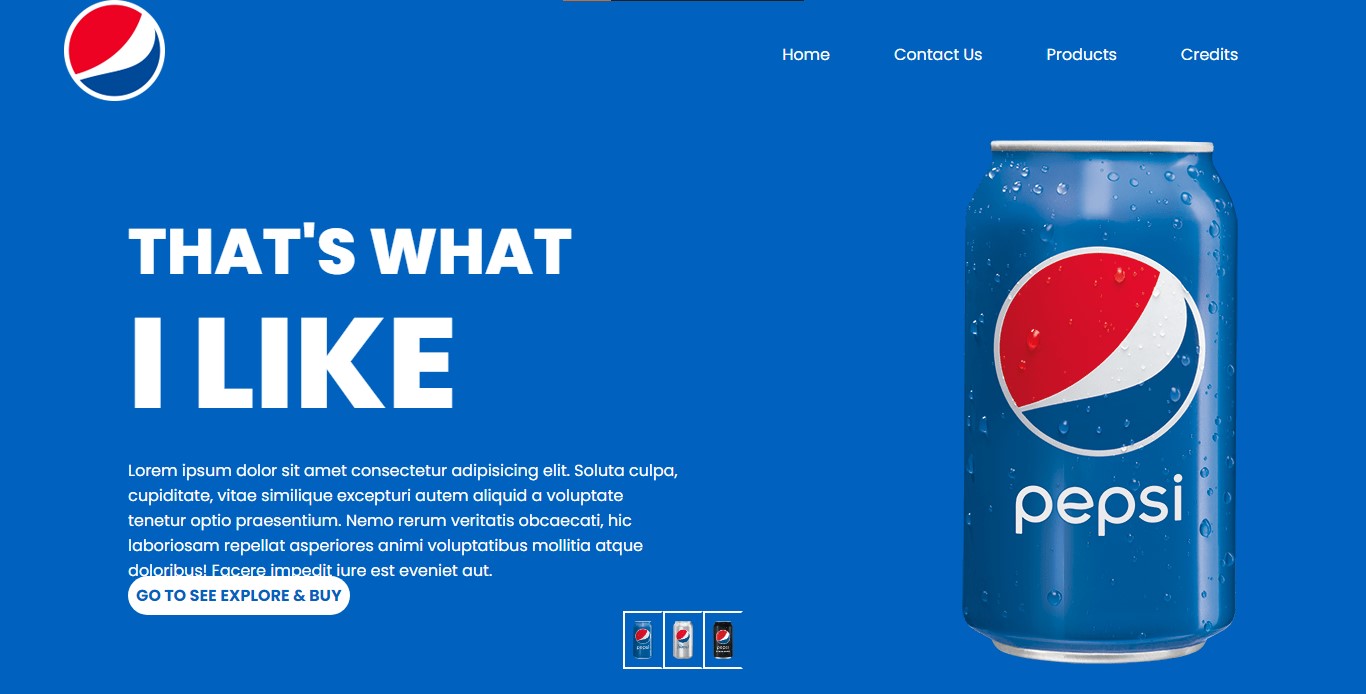 Home Contact Us Products Credits
THAT'S WHAT
I LIKE
Lorem ipsum dolor sit amet consectetur adipisicing elit. Soluta culpa,
cupiditate, vitae similique excepturi autem aliquid a voluptate
tenetur optio praesentium. Nemo rerum veritatis obcaecati, hic
laboriosam repellat asperiores animi voluptatibus mollitia atque
doloribus! Facere impedit iure est eveniet aut.
GO TO SEE EXPLORE & BUY
pepsi